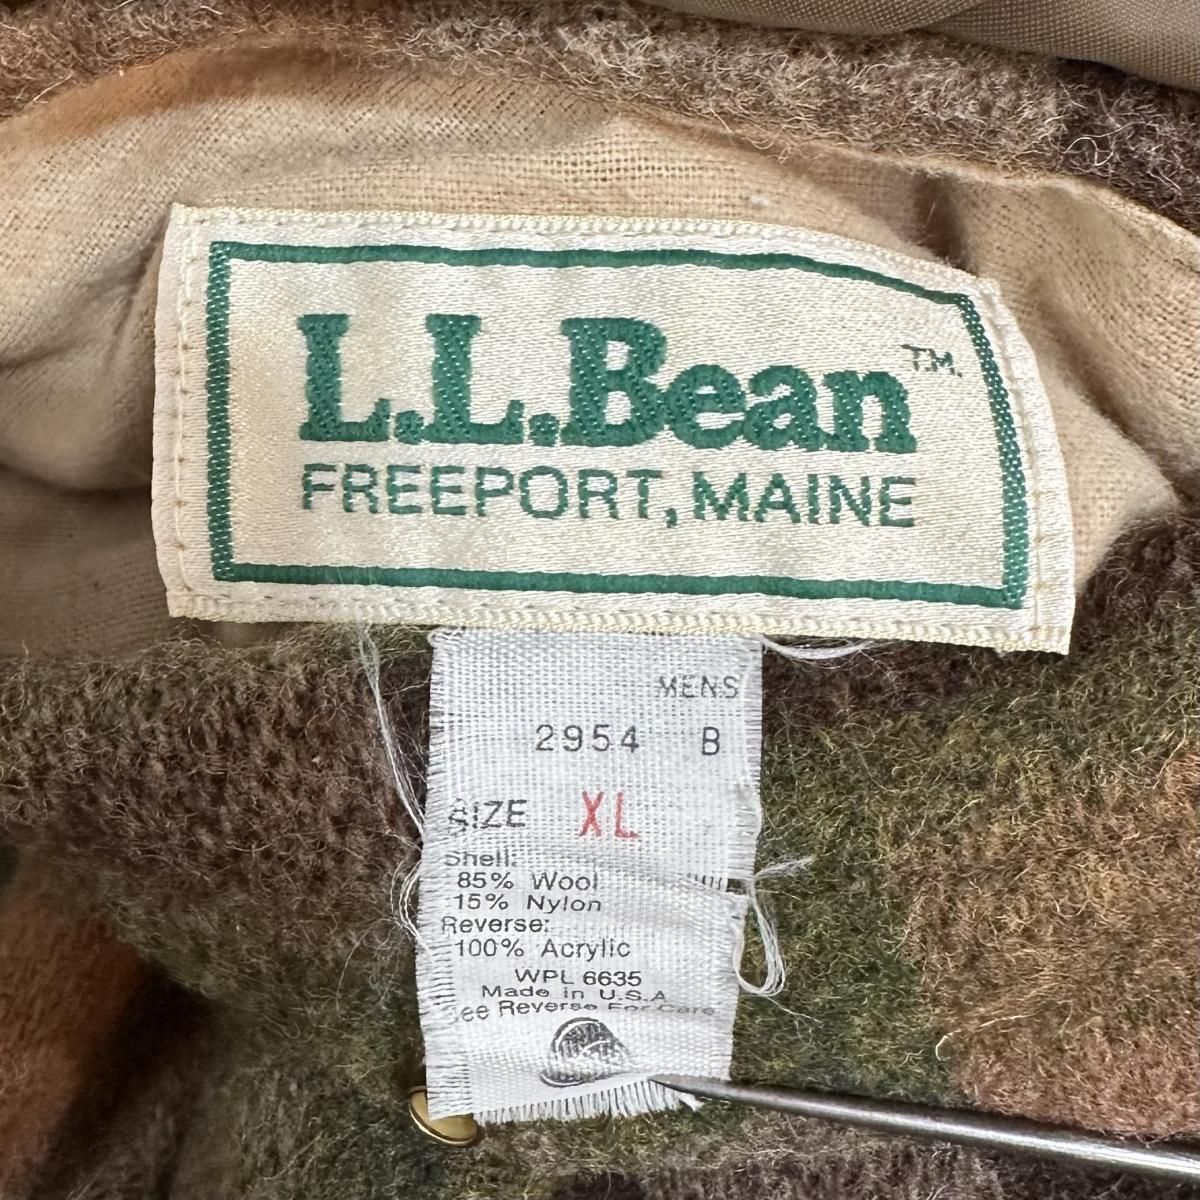 L.L.Bean T.M.
FREEPORT, MAINE
MENS
2954 B
SIZE XL
Shell:
85% Wool
15% Nylon
Reverse:
100% Acrylic
WPL 6635
Made in U.S.A
See Reverse For Care